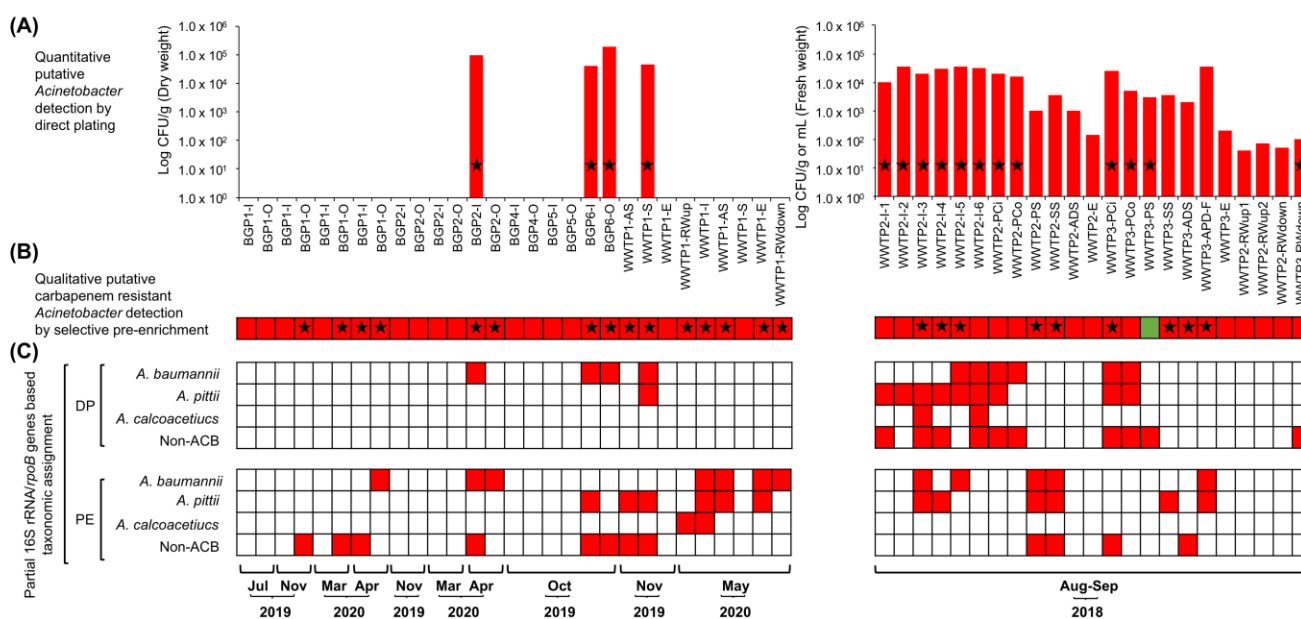 (A)
Quantitative
putative
Acinetobacter
detection by
direct plating
Log CFU/g (Dry weight)
1.0 x 10⁶
1.0 x 10⁵
1.0 x 10⁴
1.0 x 10³
1.0 x 10²
1.0 x 10¹
1.0 x 10⁰
BGP1-I
BGP1-O
BGP1-I
BGP1-O
BGP1-I
BGP1-O
BGP1-I
BGP1-O
BGP2-I
BGP2-O
BGP2-I
BGP2-O
BGP2-I
BGP2-O
BGP4-I
BGP4-O
BGP5-I
BGP5-O
BGP6-I
BGP6-O
WWTP1-AS
WWTP1-S
WWTP1-E
WWTP1-RWup
WWTP1-I
WWTP1-AS
WWTP1-S
WWTP1-E
WWTP1-RWdown
Log CFU/g or mL (Fresh weight)
1.0 x 10⁶
1.0 x 10⁵
1.0 x 10⁴
1.0 x 10³
1.0 x 10²
1.0 x 10¹
1.0 x 10⁰
WWTP2-I-1
WWTP2-I-2
WWTP2-I-3
WWTP2-I-4
WWTP2-I-5
WWTP2-I-6
WWTP2-PCi
WWTP2-PCo
WWTP2-PS
WWTP2-SS
WWTP2-ADS
WWTP2-E
WWTP3-PCi
WWTP3-PCo
WWTP3-PS
WWTP3-SS
WWTP3-ADS
WWTP3-APD-F
WWTP3-E
WWTP2-RWup1
WWTP2-RWup2
WWTP2-RWdown
WWTP3-RWdown
(B)
Qualitative putative
carbapenem resistant
Acinetobacter detection
by selective pre-enrichment
(C)
Partial 16S rRNA/rpoB genes based
taxonomic assignment
DP
A. baumannii
A. pittii
A. calcoacetiucs
Non-ACB
PE
A. baumannii
A. pittii
A. calcoacetiucs
Non-ACB
Jul Nov Mar Apr Nov Mar Apr Oct Nov May Aug-Sep
2019 2020 2019 2020 2019 2019 2020 2018